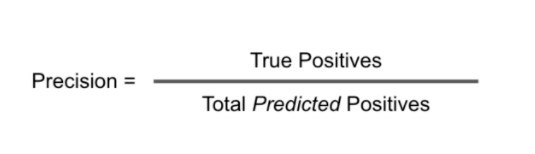 True Positives
Precision =
Total Predicted Positives